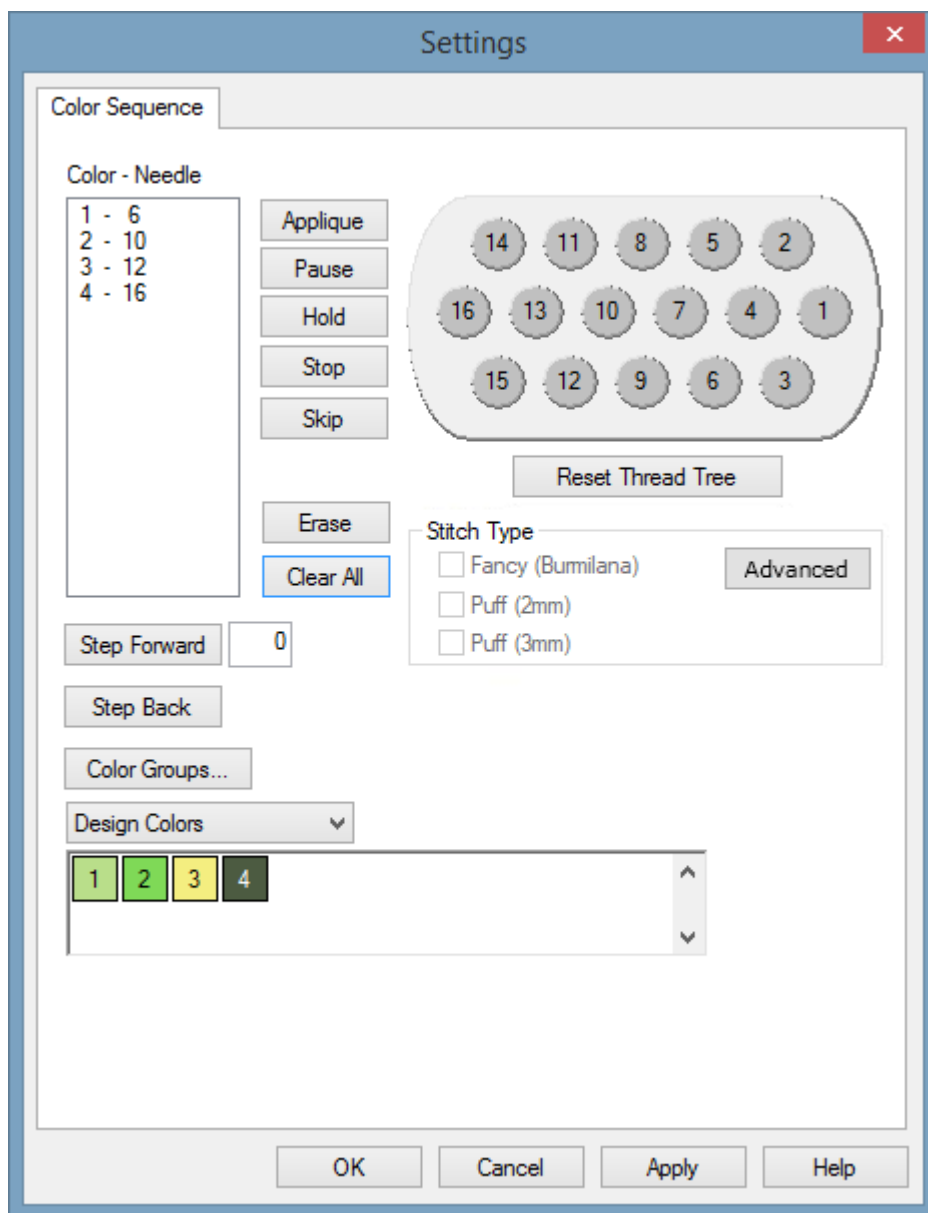 Settings
Color Sequence
Color - Needle
1 - 6
2 - 10
3 - 12
4 - 16
Applique
Pause
Hold
Stop
Skip
Erase
Clear All
14 11 8 5 2
16 13 10 7 4 1
15 12 9 6 3
Reset Thread Tree
Stitch Type
Fancy (Burmilana)
Advanced
Puff (2mm)
Puff (3mm)
Step Forward 0
Step Back
Color Groups...
Design Colors
1 2 3 4
OK Cancel Apply Help